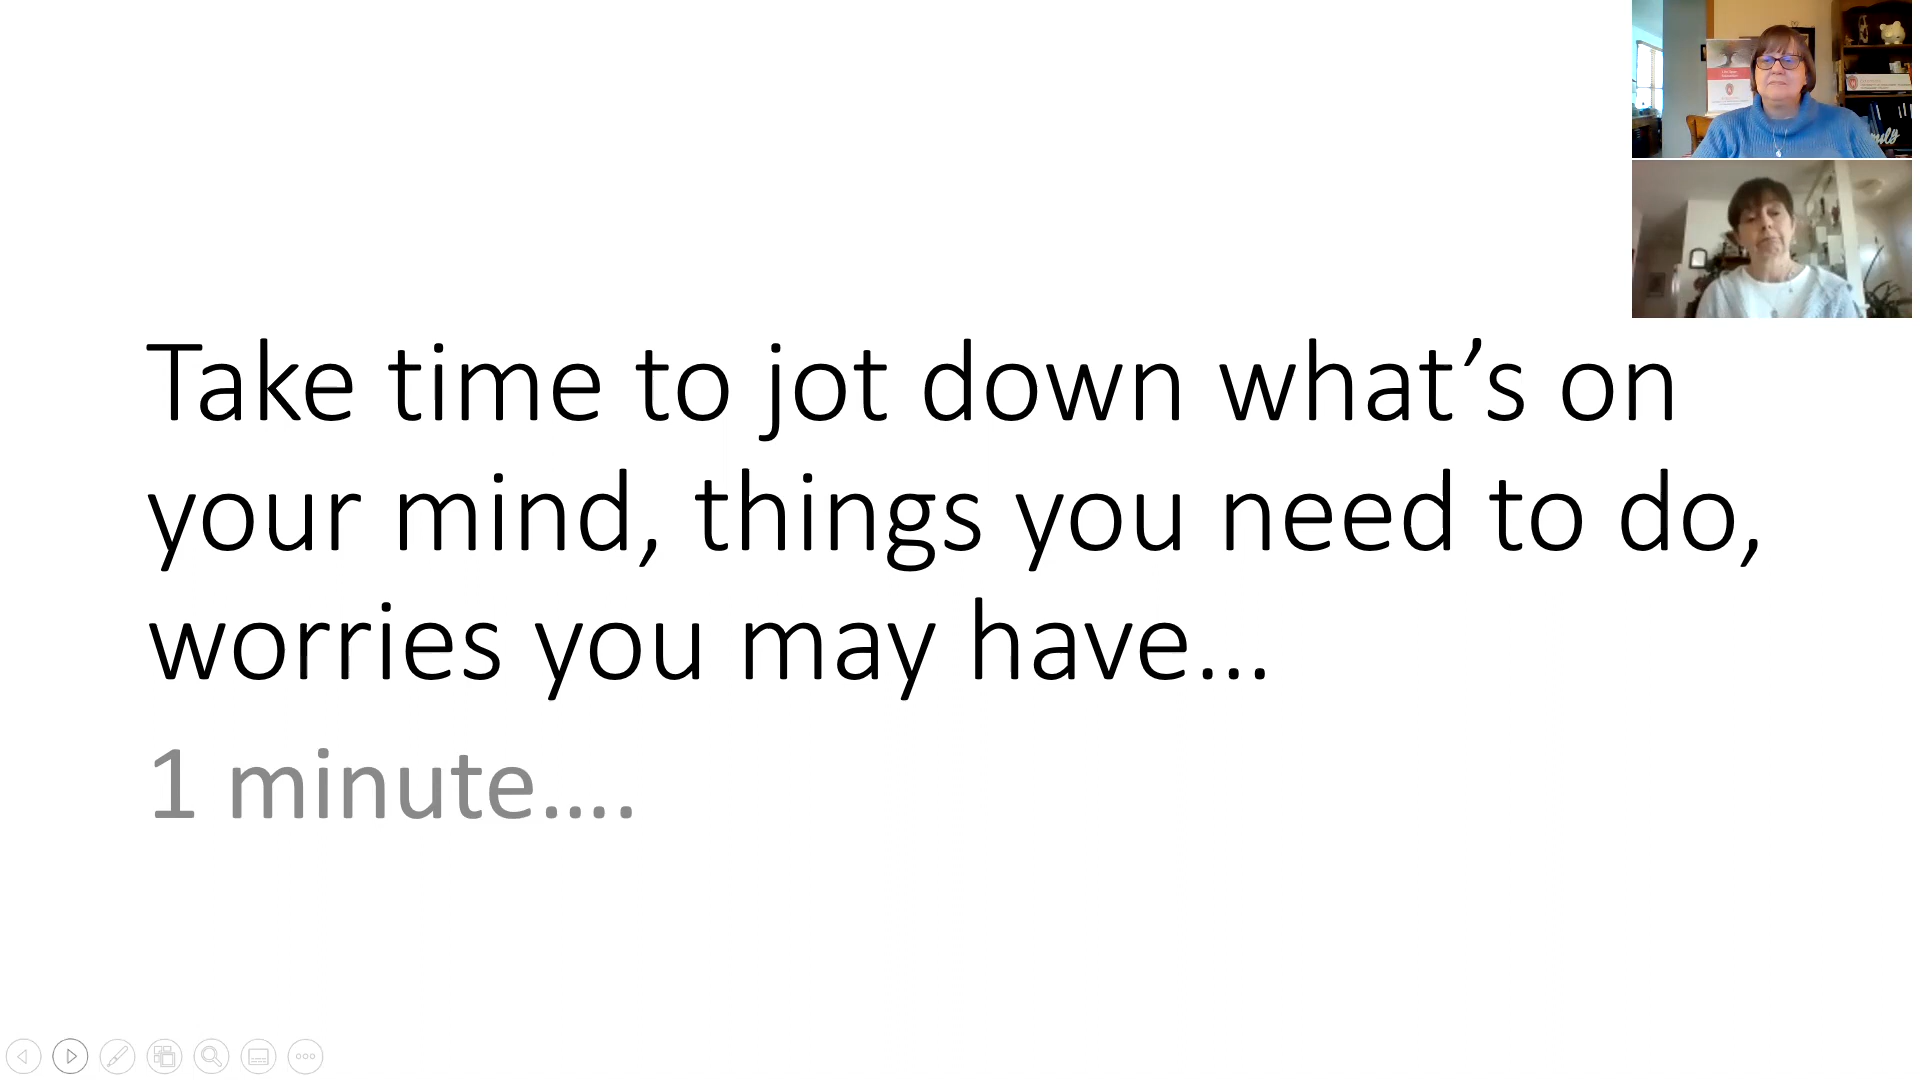 Take time to jot down what’s on
your mind, things you need to do,
worries you may have…
1 minute….